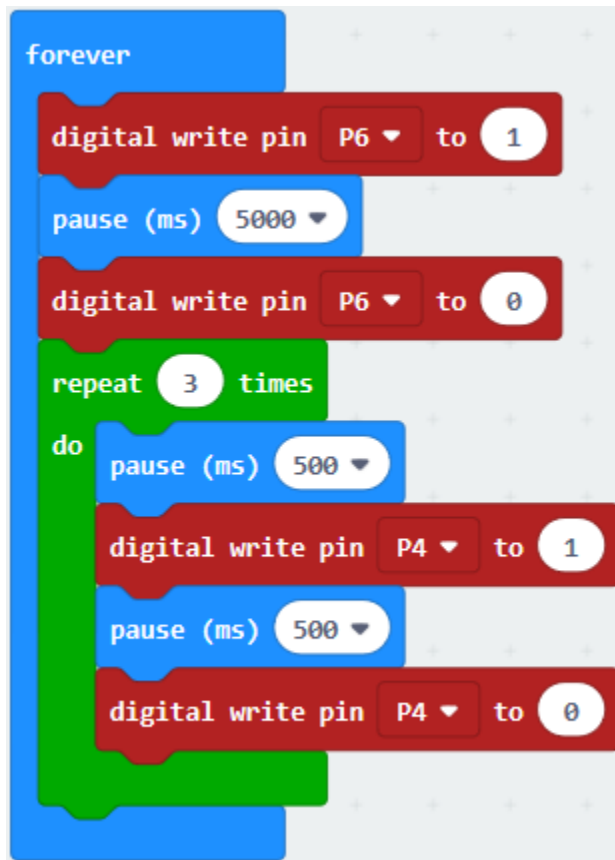 forever
digital write pin P6 to 1
pause (ms) 5000
digital write pin P6 to 0
repeat 3 times
do
pause (ms) 500
digital write pin P4 to 1
pause (ms) 500
digital write pin P4 to 0